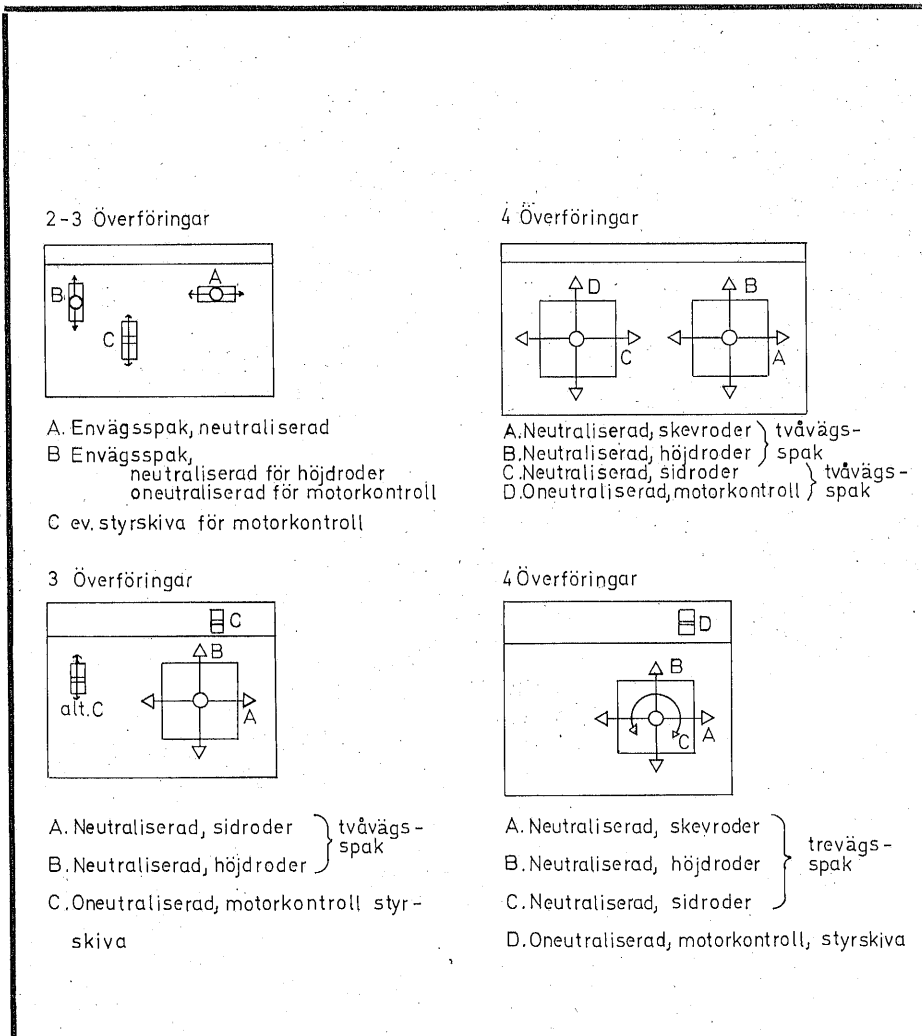 2-3 Överföringar
A
B
C
A. Envägsspak, neutraliserad
B Envägsspak,
neutraliserad för höjdroder
oneutraliserad för motorkontroll
C ev. styrskiva för motorkontroll
4 Överföringar
D
B
C
A
A. Neutraliserad, skevroder } tvåvägs-
B. Neutraliserad, höjdroder } spak
C. Neutraliserad, sidroder } tvåvägs-
D. Oneutraliserad, motorkontroll } spak
3 Överföringar
C
B
alt. C
A
A. Neutraliserad, sidroder } tvåvägs-
spak
B. Neutraliserad, höjdroder
C. Oneutraliserad, motorkontroll styr-
skiva
4 Överföringar
D
B
C
A
A. Neutraliserad, skevroder
B. Neutraliserad, höjdroder } trevägs-
spak
C. Neutraliserad, sidroder
D. Oneutraliserad, motorkontroll, styrskiva